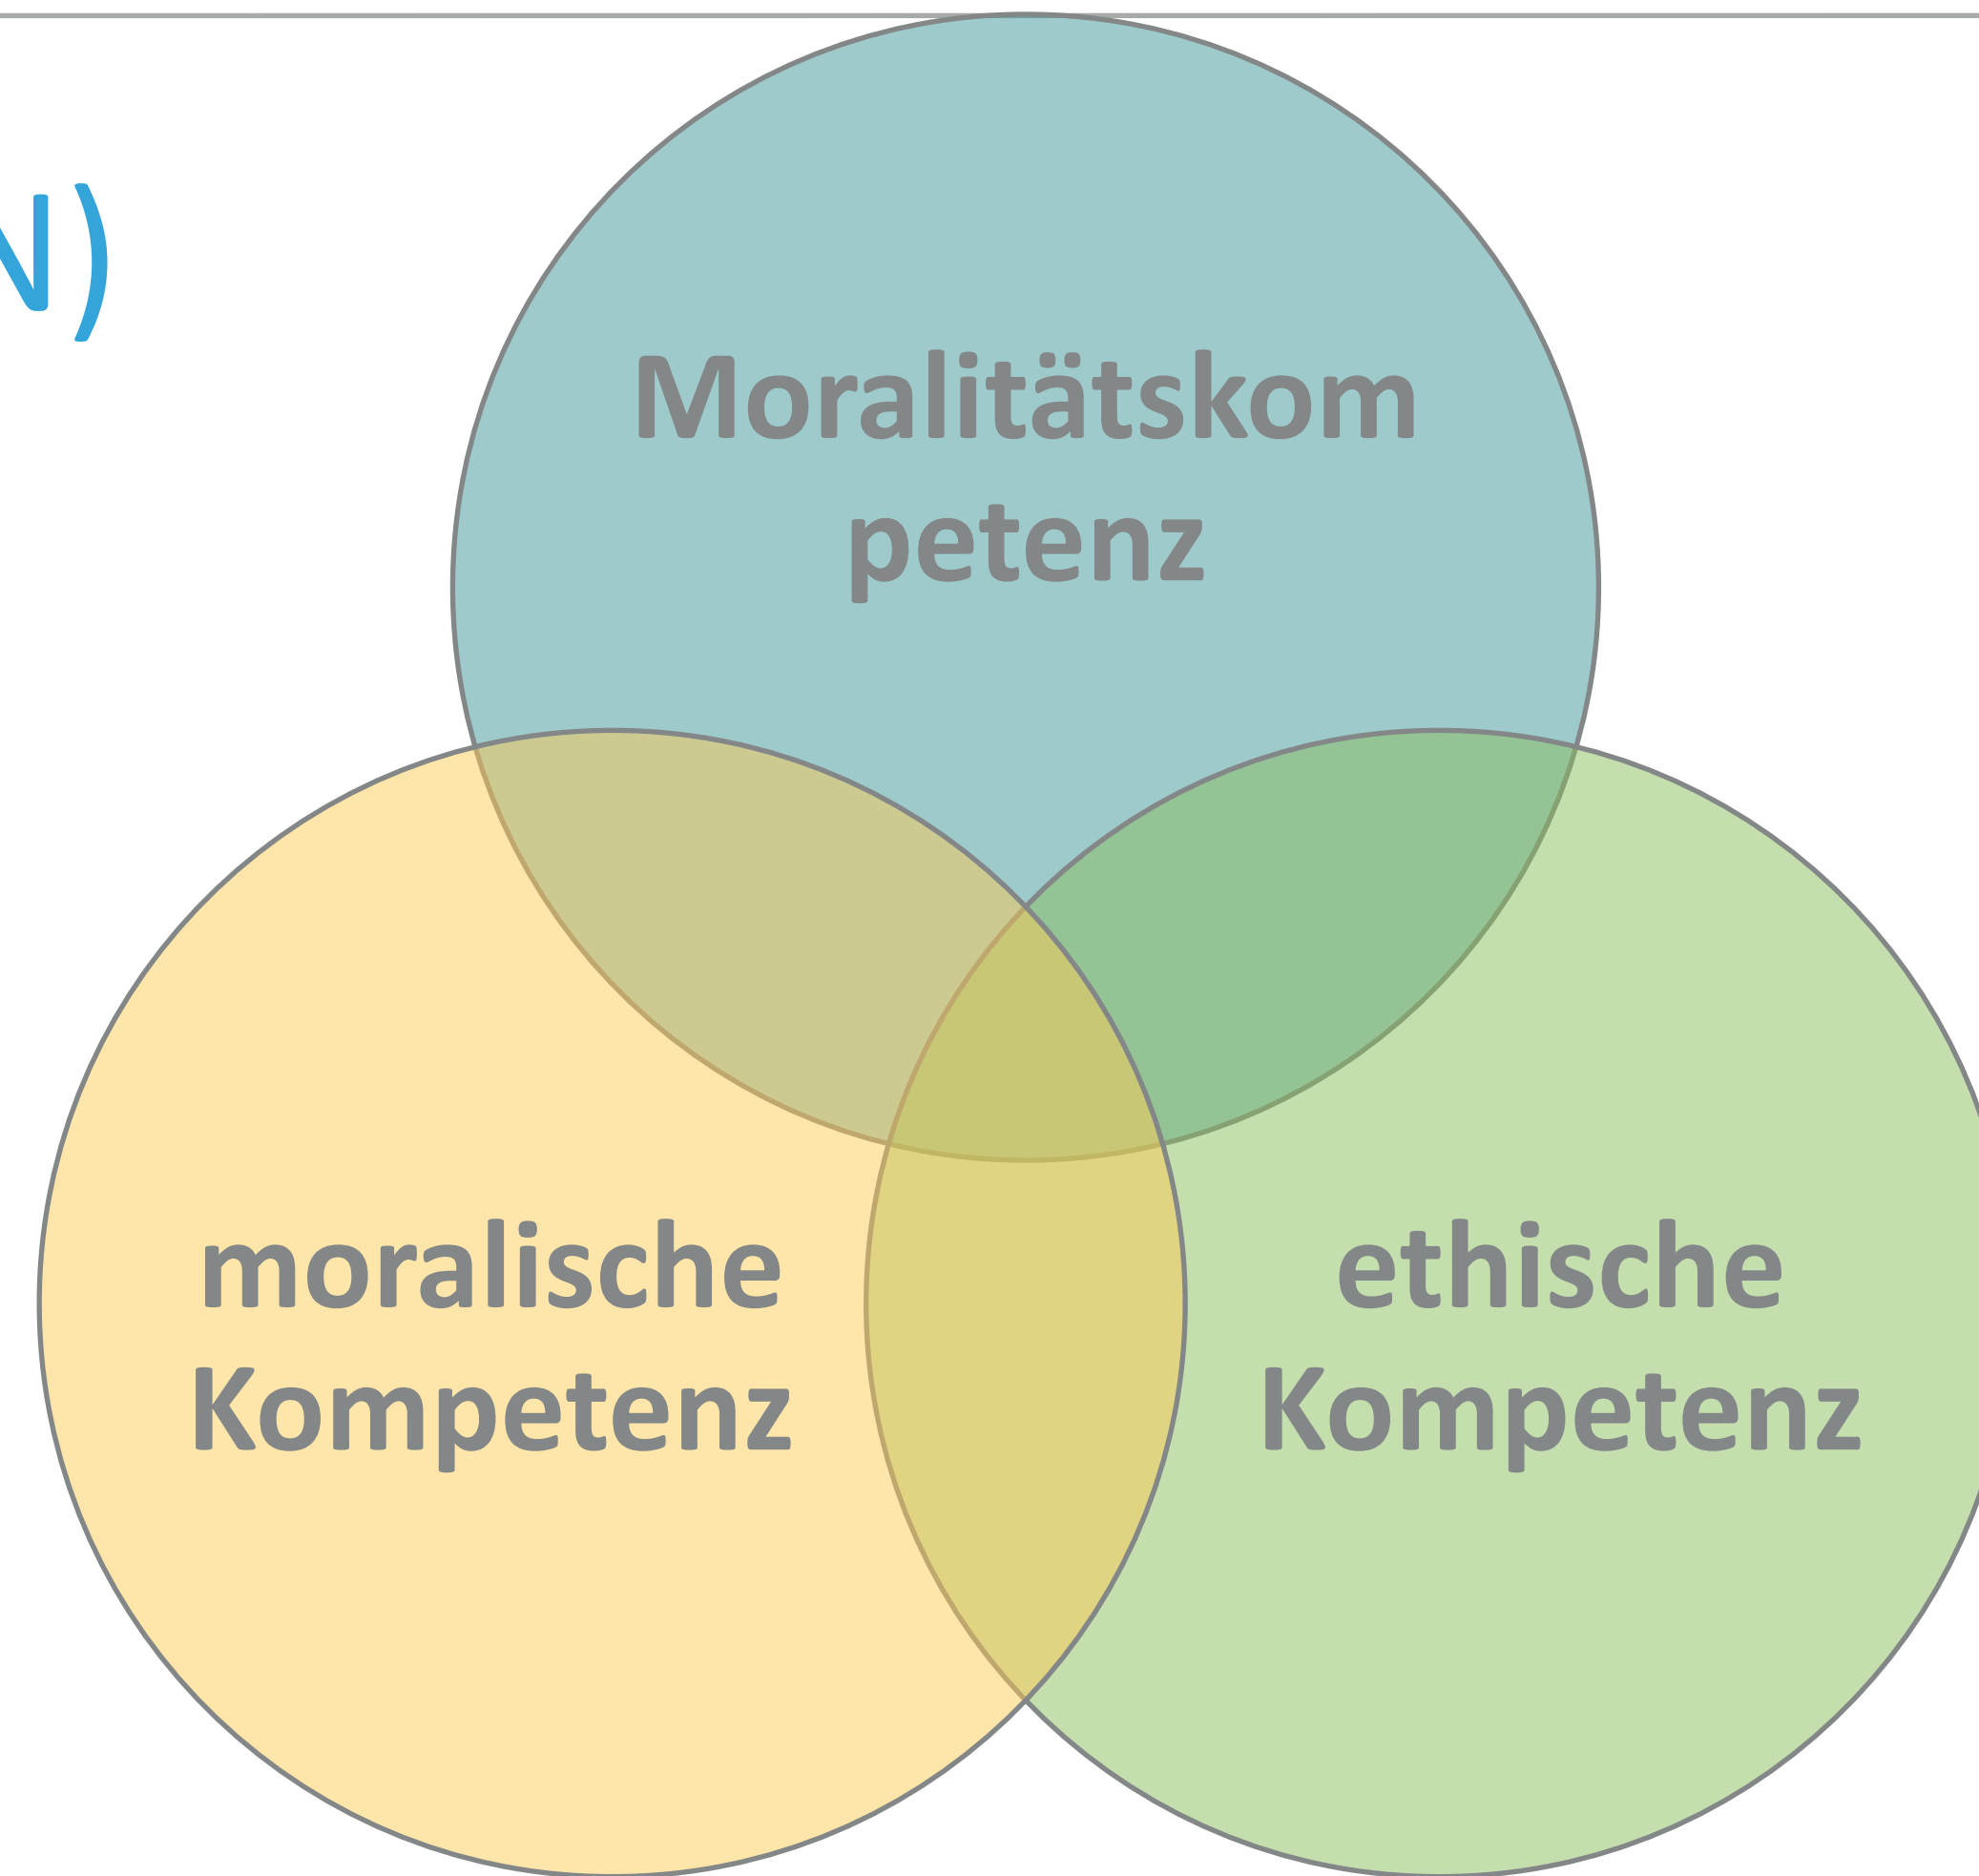 N)
Moralitätskom
petenz
moralische
Kompetenz
ethische
Kompetenz